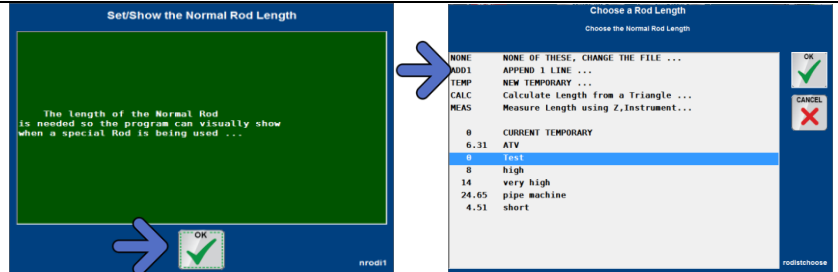 Set/Show the Normal Rod Length
The length of the Normal Rod
is needed so the program can visually show
when a special Rod is being used ...
OK
nrodi1
Choose a Rod Length
Choose the Normal Rod Length
NONE NONE OF THESE, CHANGE THE FILE ...
ADD1 APPEND 1 LINE ...
TEMP NEW TEMPORARY ...
CALC Calculate Length from a Triangle ...
MEAS Measure Length using Z,Instrument...
0 CURRENT TEMPORARY
6.31 ATV
0 Test
8 high
14 very high
24.65 pipe machine
4.51 short
OK
CANCEL
rodlstchoose